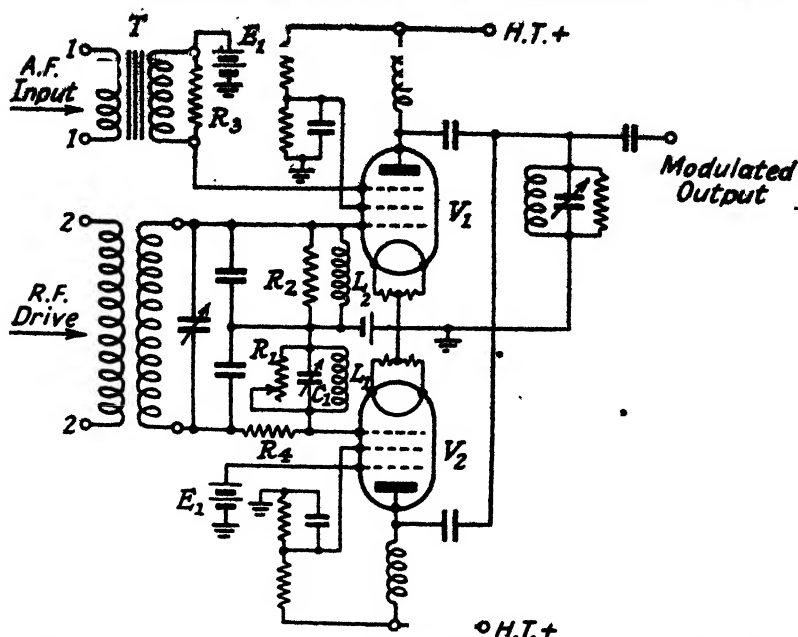 T
E1
H.T.+
1
A.F.
Input
R3
1
Modulated
Output
V1
2
R2
L2
R.F.
Drive
R1
C1
L1
2
R4
V2
E1
H.T.+